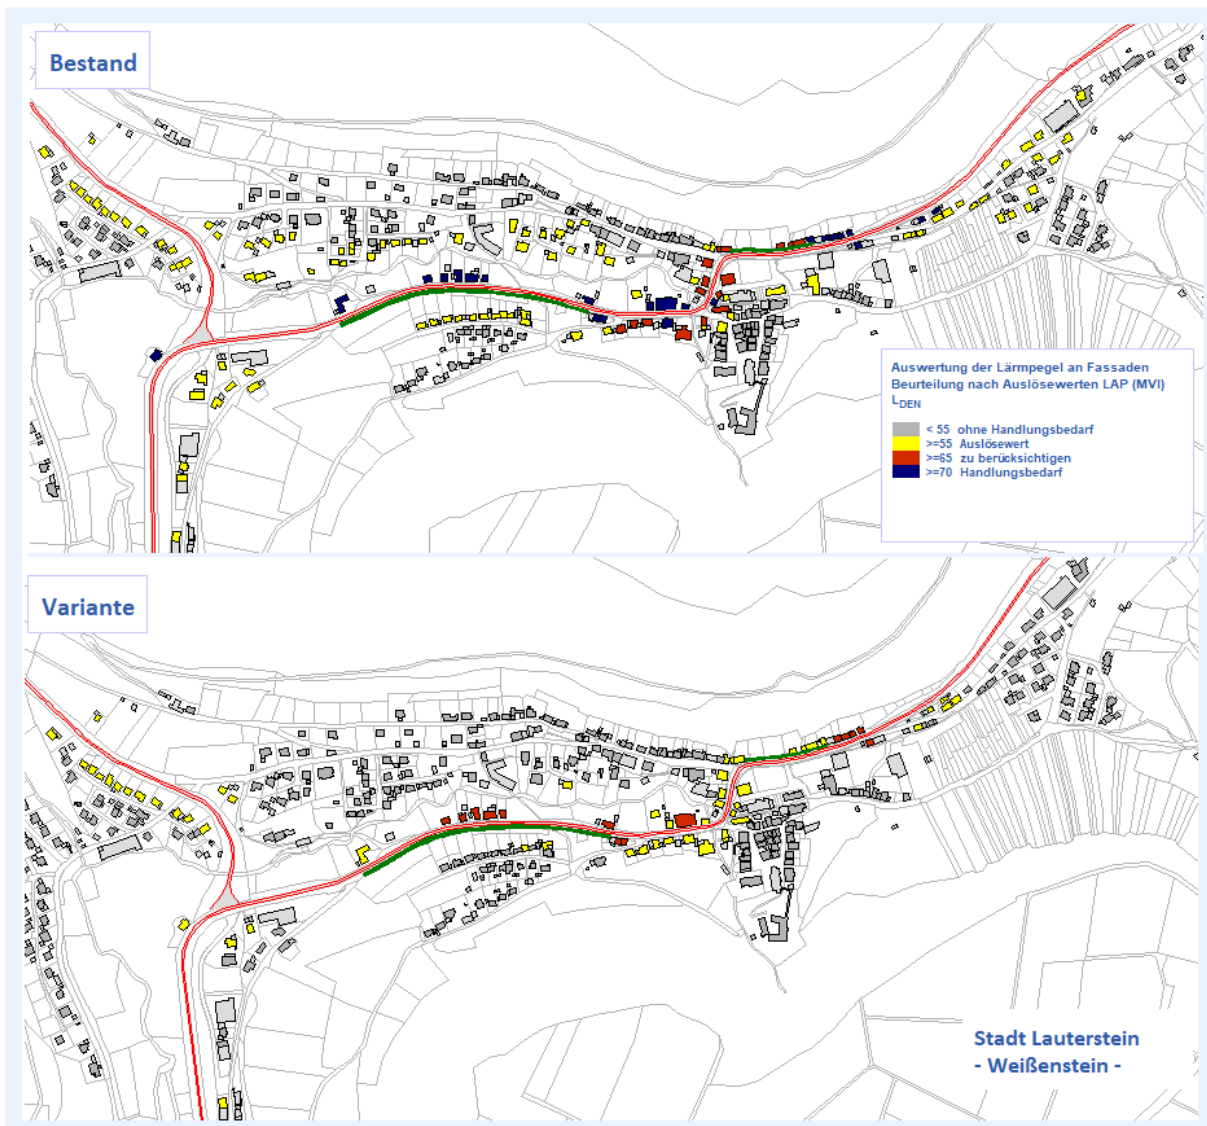 Bestand
Auswertung der Lärmpegel an Fassaden
Beurteilung nach Auslösewerten LAP (MVI)
LDEN
< 55 ohne Handlungsbedarf
>=55 Auslösewert
>=65 zu berücksichtigen
>=70 Handlungsbedarf
Variante
Stadt Lauterstein
- Weißenstein -